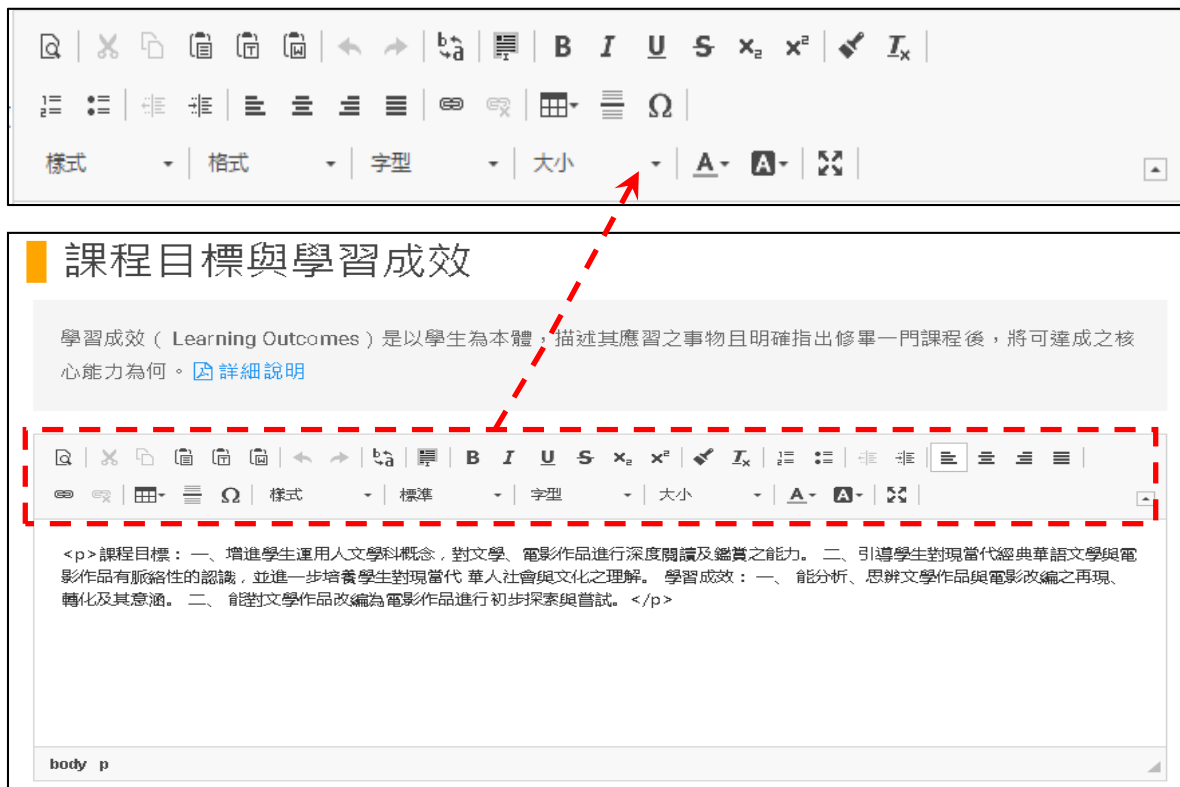 B I U S x₂ x²  I x
樣式 格式 字型 大小 A A
課程目標與學習成效
學習成效 ( Learning Outcomes ) 是以學生為本體,描述其應習之事物且明確指出修畢一門課程後,將可達成之核
心能力為何。 詳細說明
B I U S x₂ x² I x
Ω 樣式 標準 字型 大小 A A
<p>課程目標: 一、增進學生運用人文學科概念,對文學、電影作品進行深度閱讀及鑑賞之能力。 二、引導學生對現當代經典華語文學與電
影作品有脈絡性的認識,並進一步培養學生對現當代 華人社會與文化之理解。 學習成效: 一、 能分析、思辨文學作品與電影改編之再現、
轉化及其意涵。 二、 能對文學作品改編為電影作品進行初步探索與嘗試。</p>
body p